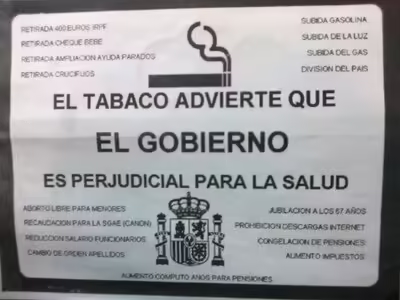 RETIRADA 400 EUROS IRPF
RETIRADA CHEQUE BEBE
RETIRADA AMPLIACION AYUDA PARADOS
RETIRADA CRUCIFIJOS
SUBIDA GASOLINA
SUBIDA DE LA LUZ
SUBIDA DEL GAS
DIVISION DEL PAIS
EL TABACO ADVIERTE QUE
EL GOBIERNO
ES PERJUDICIAL PARA LA SALUD
ABORTO LIBRE PARA MENORES
RECAUDACION PARA LA SGAE (CANON)
REDUCCION SALARIO FUNCIONARIOS
CAMBIO DE ORDEN APELLIDOS
JUBILACION A LOS 67 AÑOS
PROHIBICION DESCARGAS INTERNET
CONGELACION DE PENSIONES
AUMENTO IMPUESTOS
AUMENTO COMPUTO AÑOS PARA PENSIONES